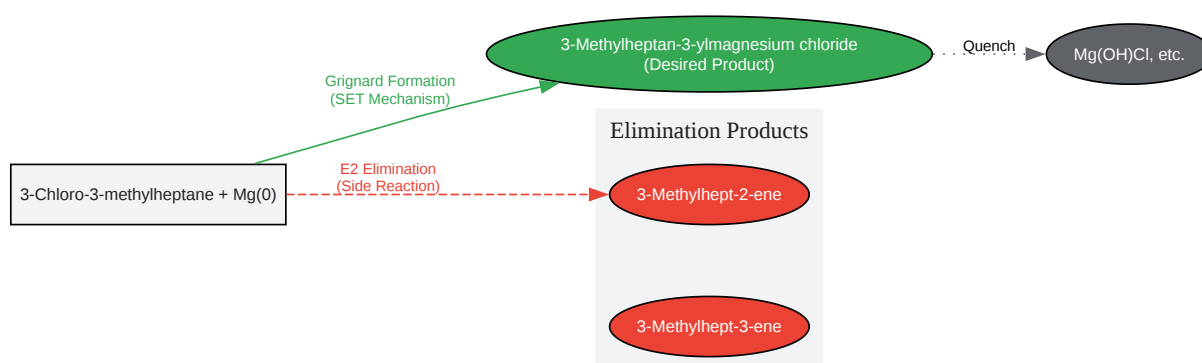 3-Methylheptan-3-ylmagnesium chloride
(Desired Product)
Quench
Mg(OH)Cl, etc.
Grignard Formation
(SET Mechanism)
Elimination Products
E2 Elimination
(Side Reaction)
3-Chloro-3-methylheptane + Mg(0)
3-Methylhept-2-ene
3-Methylhept-3-ene